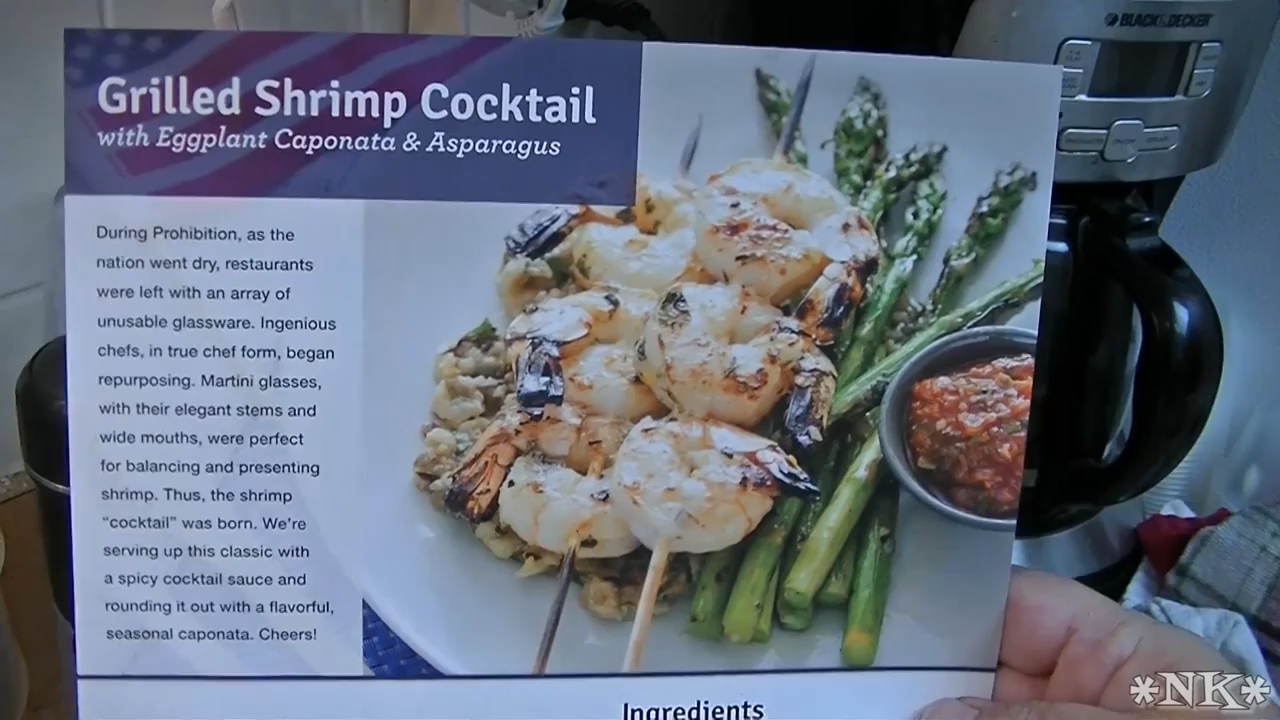 BLACK&DECKER
Grilled Shrimp Cocktail
with Eggplant Caponata & Asparagus
During Prohibition, as the
nation went dry, restaurants
were left with an array of
unusable glassware. Ingenious
chefs, in true chef form, began
repurposing. Martini glasses,
with their elegant stems and
wide mouths, were perfect
for balancing and presenting
shrimp. Thus, the shrimp
“cocktail” was born. We’re
serving up this classic with
a spicy cocktail sauce and
rounding it out with a flavorful,
seasonal caponata. Cheers!
Ingredients
*NK*